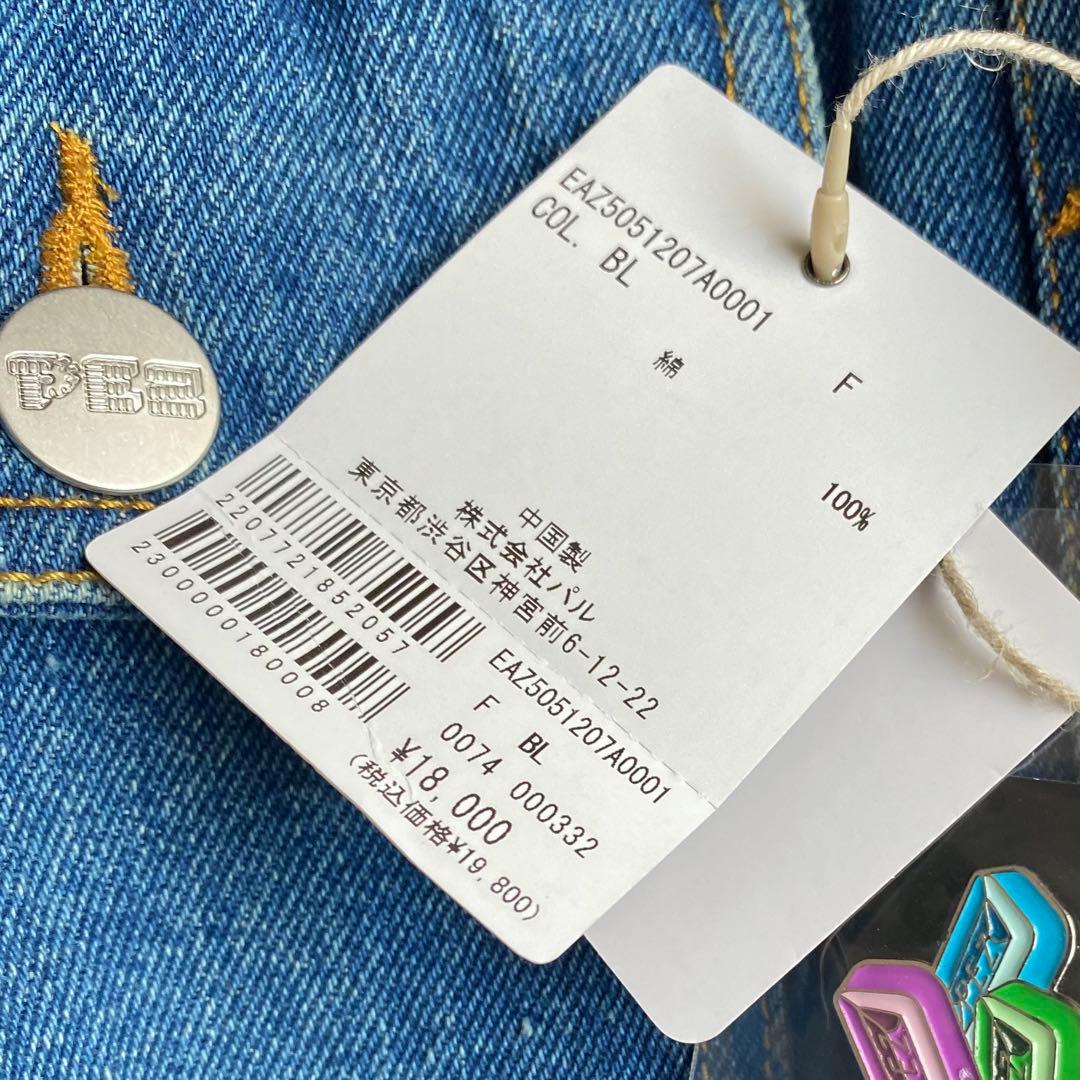 EAZ5051207A0001
COL. BL
F
綿
100%
中国製
株式会社パル
東京都渋谷区神宮前6-12-22
2207721852057
2300000180008
EAZ5051207A0001
F BL
0074 000332
¥18,000
(税込価格¥19,800)
PEZ
PEZ